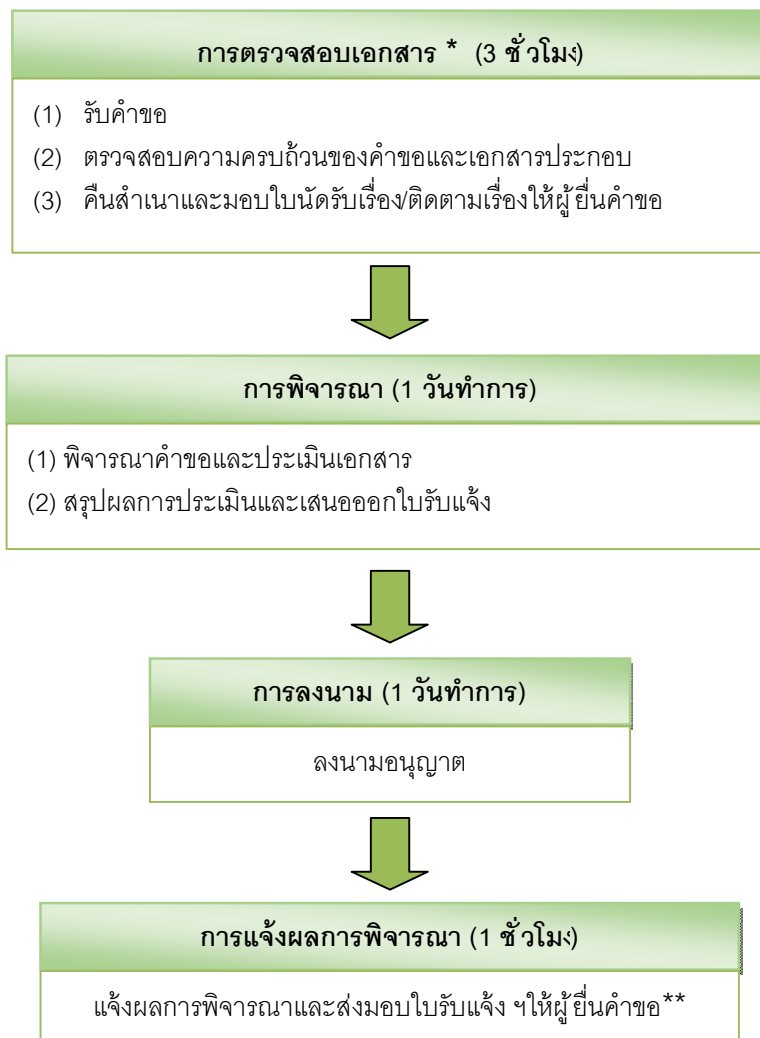 การตรวจสอบเอกสาร * (3 ชั่วโมง)
(1) รับคำขอ
(2) ตรวจสอบความครบถ้วนของคำขอและเอกสารประกอบ
(3) คืนสำเนาและมอบใบนัดรับเรื่อง/ติดตามเรื่องให้ผู้ยื่นคำขอ
การพิจารณา (1 วันทำการ)
(1) พิจารณาคำขอและประเมินเอกสาร
(2) สรุปผลการประเมินและเสนอออกใบรับแจ้ง
การลงนาม (1 วันทำการ)
ลงนามอนุญาต
การแจ้งผลการพิจารณา (1 ชั่วโมง)
แจ้งผลการพิจารณาและส่งมอบใบรับแจ้ง ฯให้ผู้ยื่นคำขอ**